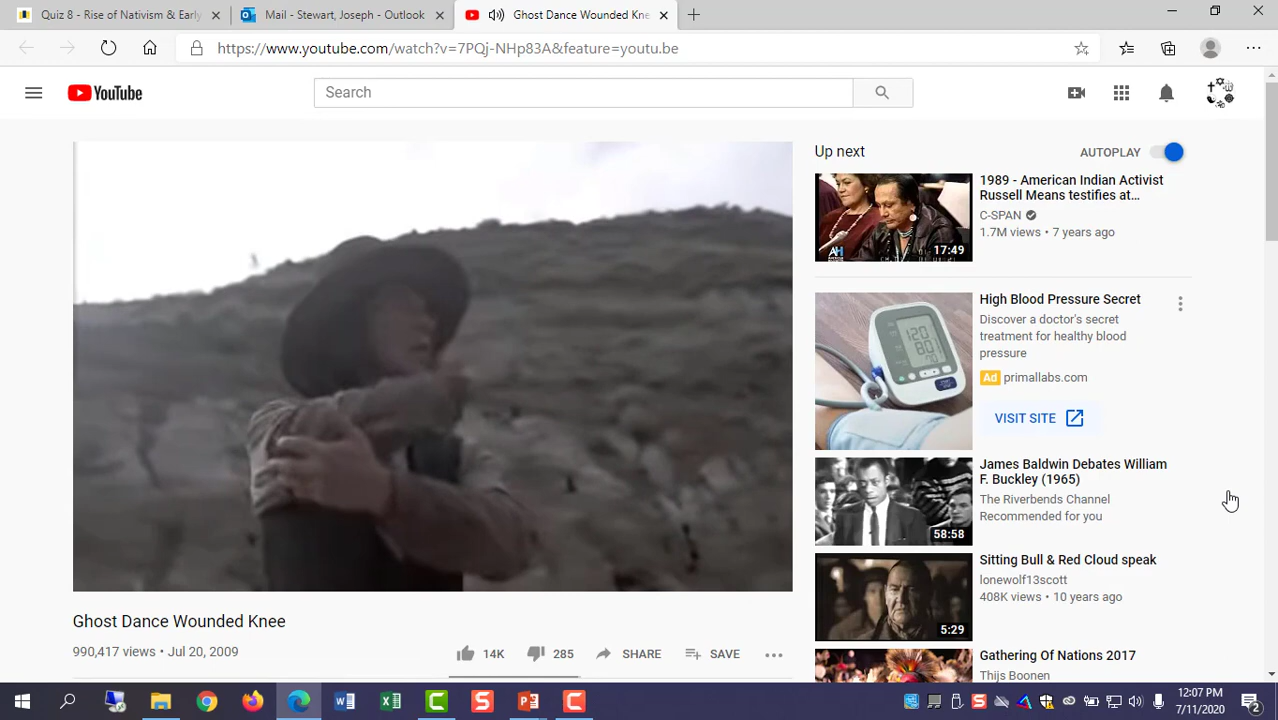 Quiz 8 - Rise of Nativism & Early
Mail - Stewart, Joseph - Outlook
Ghost Dance Wounded Kne
https://www.youtube.com/watch?v=7PQj-NHp83A&feature=youtu.be
YouTube
Search
Up next
AUTOPLAY
1989 - American Indian Activist
Russell Means testifies at...
C-SPAN
1.7M views • 7 years ago
AH
17:49
High Blood Pressure Secret
Discover a doctor's secret
treatment for healthy blood
pressure
Ad primallabs.com
VISIT SITE
James Baldwin Debates William
F. Buckley (1965)
The Riverbends Channel
Recommended for you
58:58
Sitting Bull & Red Cloud speak
lonewolf13scott
408K views • 10 years ago
5:29
Gathering Of Nations 2017
Thijs Boonen
Ghost Dance Wounded Knee
990,417 views • Jul 20, 2009
14K
285
SHARE
SAVE
12:07 PM
7/11/2020
2